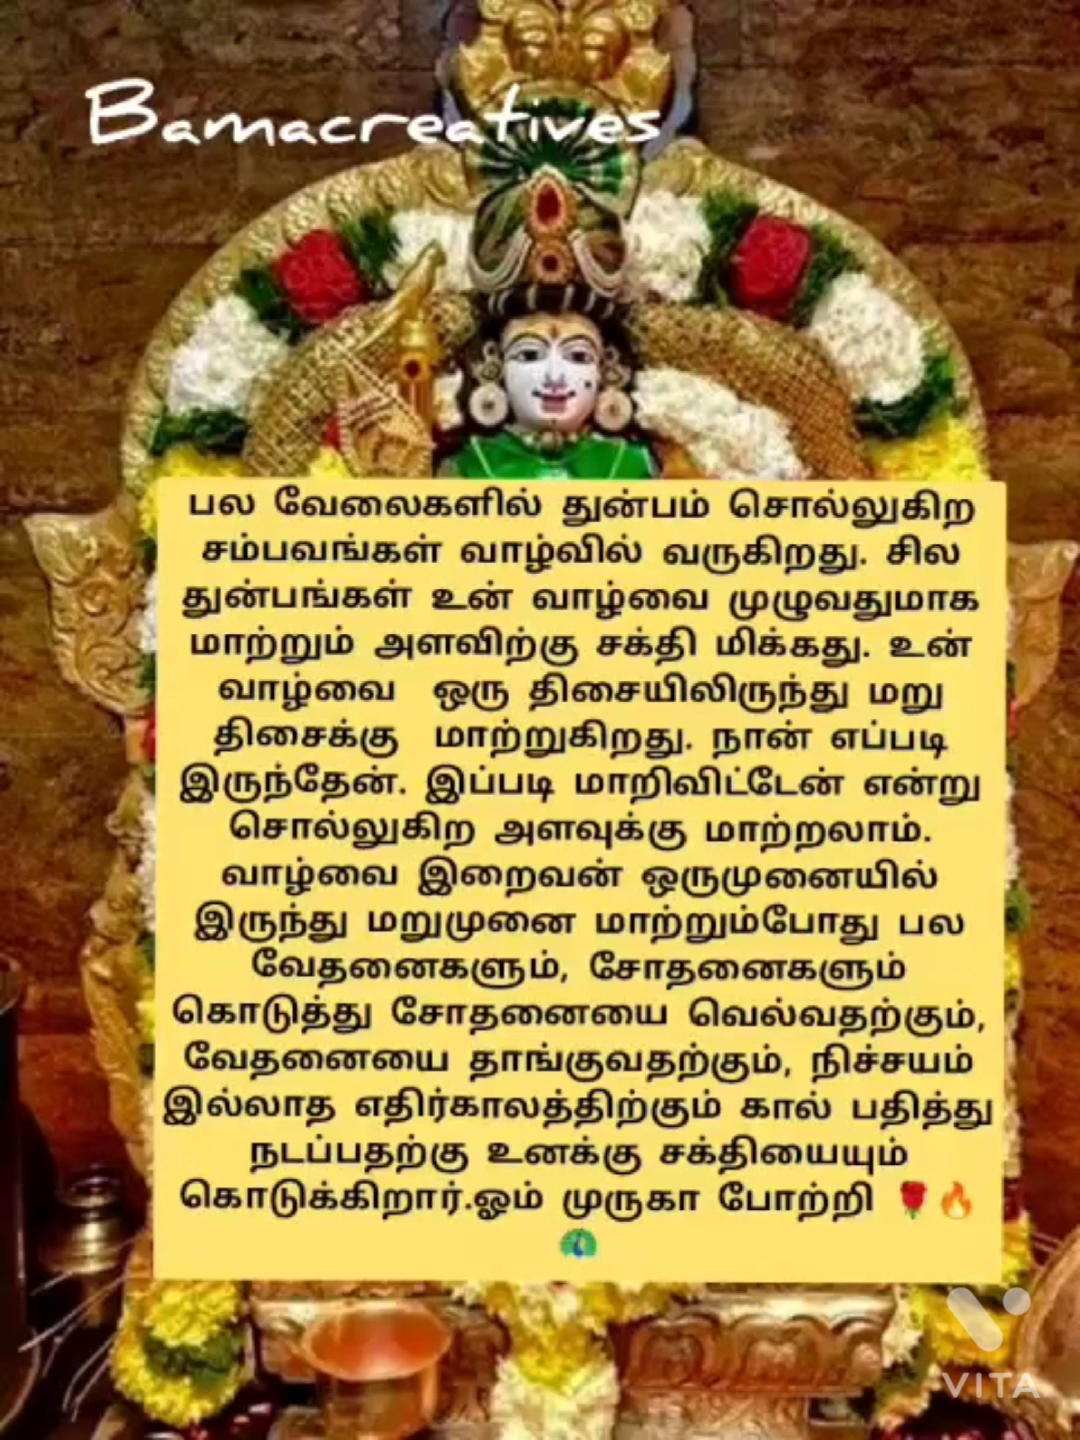 Bamacreatives
பல வேலைகளில் துன்பம் சொல்லுகிற
சம்பவங்கள் வாழ்வில் வருகிறது. சில
துன்பங்கள் உன் வாழ்வை முழுவதுமாக
மாற்றும் அளவிற்கு சக்தி மிக்கது. உன்
வாழ்வை ஒரு திசையிலிருந்து மறு
திசைக்கு மாற்றுகிறது. நான் எப்படி
இருந்தேன். இப்படி மாறிவிட்டேன் என்று
சொல்லுகிற அளவுக்கு மாற்றலாம்.
வாழ்வை இறைவன் ஒருமுனையில்
இருந்து மறுமுனை மாற்றும்போது பல
வேதனைகளும், சோதனைகளும்
கொடுத்து சோதனையை வெல்வதற்கும்,
வேதனையை தாங்குவதற்கும், நிச்சயம்
இல்லாத எதிர்காலத்திற்கும் கால் பதித்து
நடப்பதற்கு உனக்கு சக்தியையும்
கொடுக்கிறார்.ஓம் முருகா போற்றி 🌹🔥
🦚
VITA